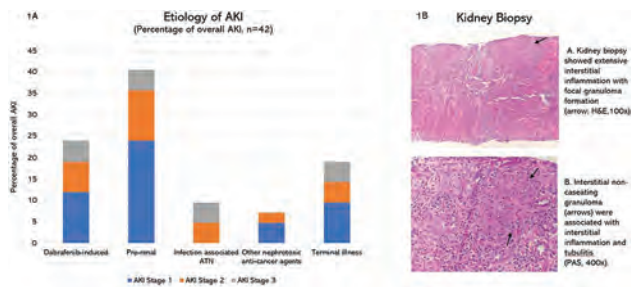 1A
Etiology of AKI
(Percentage of overall AKI, n=42)
Percentage of overall AKI
45
40
35
30
25
20
15
10
5
0
Dabrafenib-induced
Pre-renal
Infection associated
ATN
Other nephrotoxic
anti-cancer agents
Terminal illness
AKI Stage 1
AKI Stage 2
AKI Stage 3
1B
Kidney Biopsy
A. Kidney biopsy
showed extensive
interstitial
inflammation with
focal granuloma
formation
(arrow; H&E,100x)
B. Interstitial non-
caseating
granuloma
(arrows) were
associated with
interstitial
inflammation and
tubulitis
(PAS, 400x).